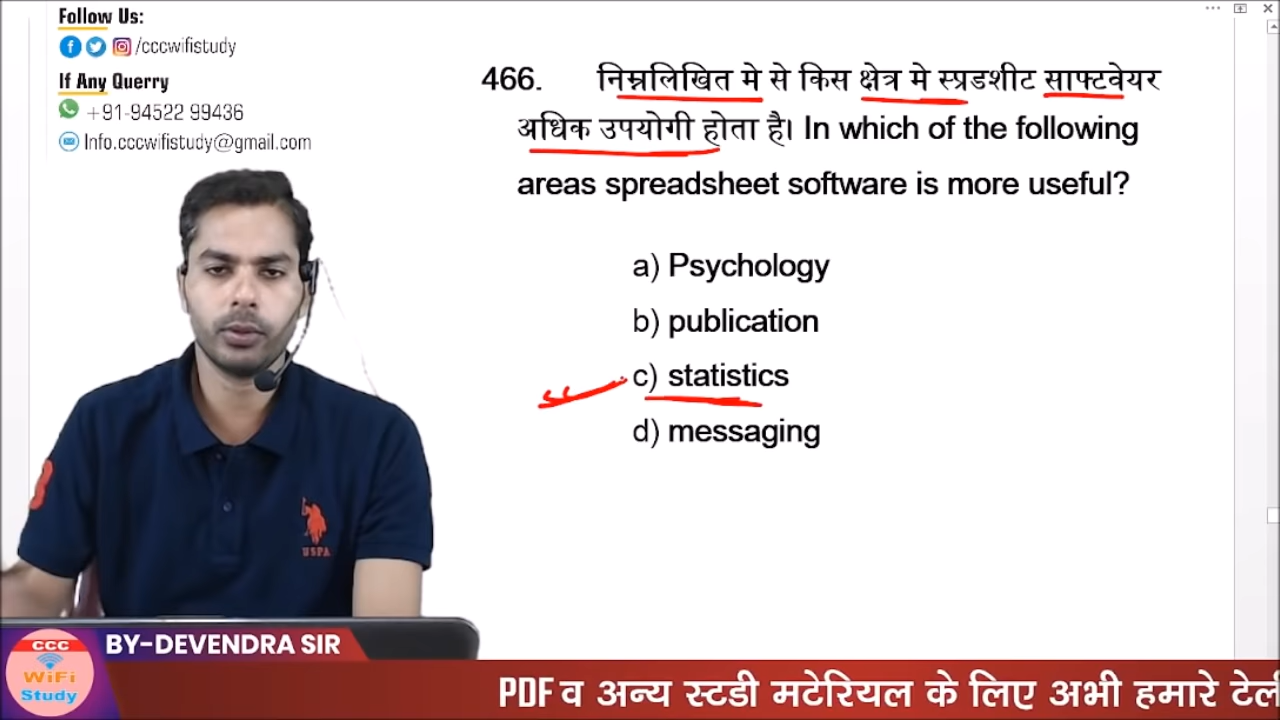 Follow Us:
/cccwifistudy
If Any Querry
+91-94522 99436
Info.cccwifistudy@gmail.com
466. निम्नलिखित मे से किस क्षेत्र मे स्प्रडशीट साफ्टवेयर
अधिक उपयोगी होता है। In which of the following
areas spreadsheet software is more useful?
a) Psychology
b) publication
c) statistics
d) messaging
USPA
CCC
WiFi
Study
BY-DEVENDRA SIR
PDF व अन्य स्टडी मटेरियल के लिए अभी हमारे टेली